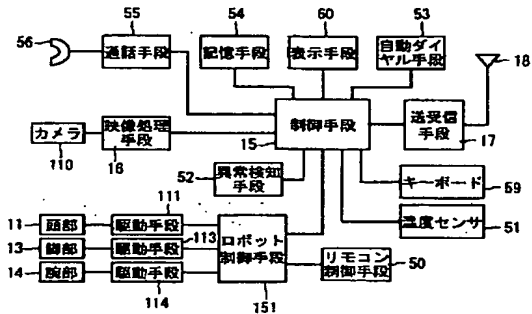 55
54
60
53
56
通話手段
記憶手段
表示手段
自動ダイ
ヤル手段
18
カメラ
映像処理
手段
制御手段
送受信
手段
110
16
15
17
52
異常検知
手段
キーボード
59
温度センサ
51
111
11
頭部
駆動手段
113
13
脚部
駆動手段
14
腕部
駆動手段
114
ロボット
制御手段
151
リモコン
制御手段
50